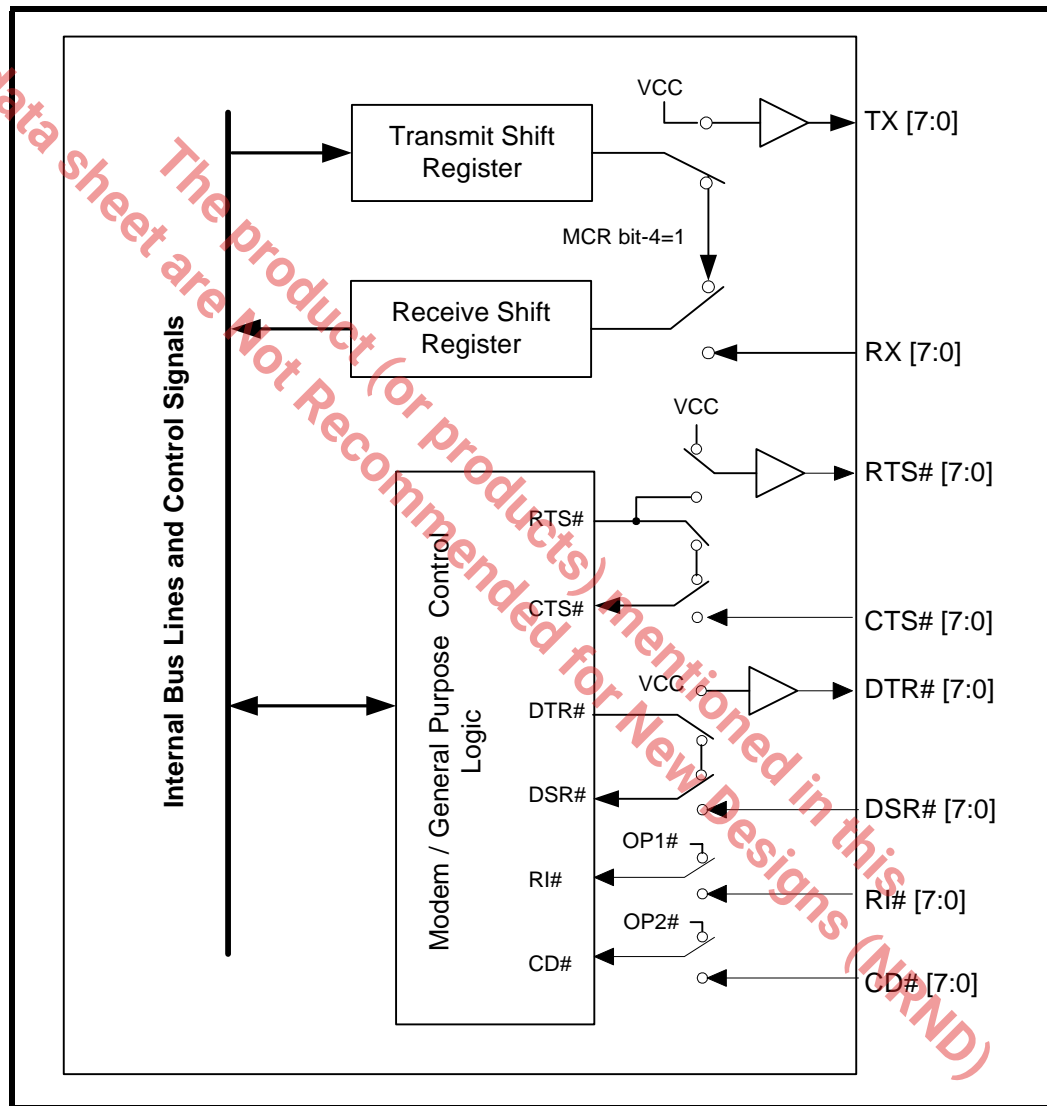 VCC
TX [7:0]
Transmit Shift
Register
MCR bit-4=1
Receive Shift
Register
RX [7:0]
VCC
RTS# [7:0]
RTS#
CTS#
CTS# [7:0]
VCC
DTR# [7:0]
DTR#
DSR#
DSR# [7:0]
OP1#
RI#
RI# [7:0]
OP2#
CD#
CD# [7:0]
Internal Bus Lines and Control Signals
Modem / General Purpose Control
Logic
The product (or products) mentioned in this
data sheet are Not Recommended for New Designs (NRND)